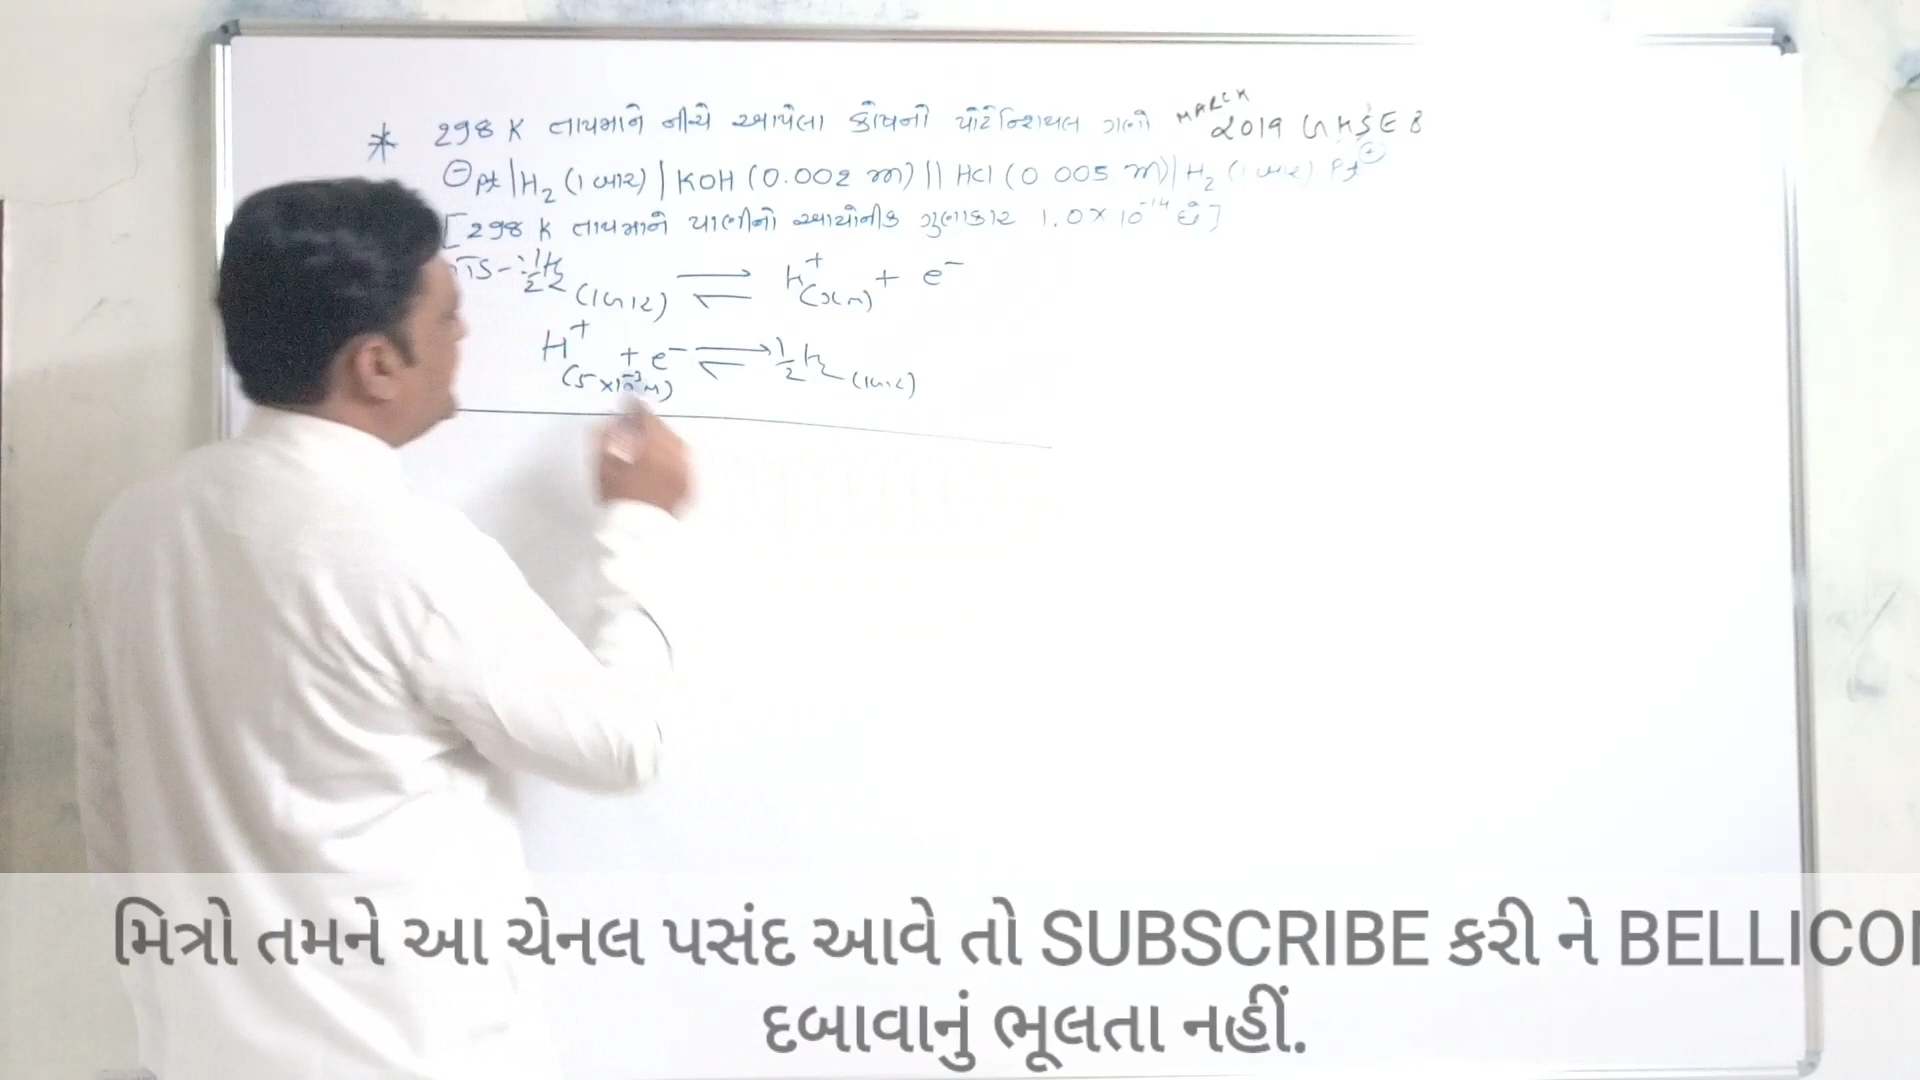 * 298 K તાપમાને નીચે આપેલા કોષનો પોટેન્શિયલ ગણો MARCH 2019 GHSEB
⊖ Pt | H₂ (1 બાર) | KOH (0.002 m) || HCl (0.005 m) | H₂ (1 બાર) Pt ⊕
[298 K તાપમાને પાણીનો આયોનીક ગુણાકાર 1.0 × 10⁻¹⁴ છે]
½H₂ (1બાર) ⇌ H⁺ (xM) + e⁻
H⁺ (5×10⁻³M) + e⁻ ⇌ ½H₂ (1બાર)
મિત્રો તમને આ ચેનલ પસંદ આવે તો SUBSCRIBE કરી ને BELLICO
દબાવાનું ભૂલતા નહીં.